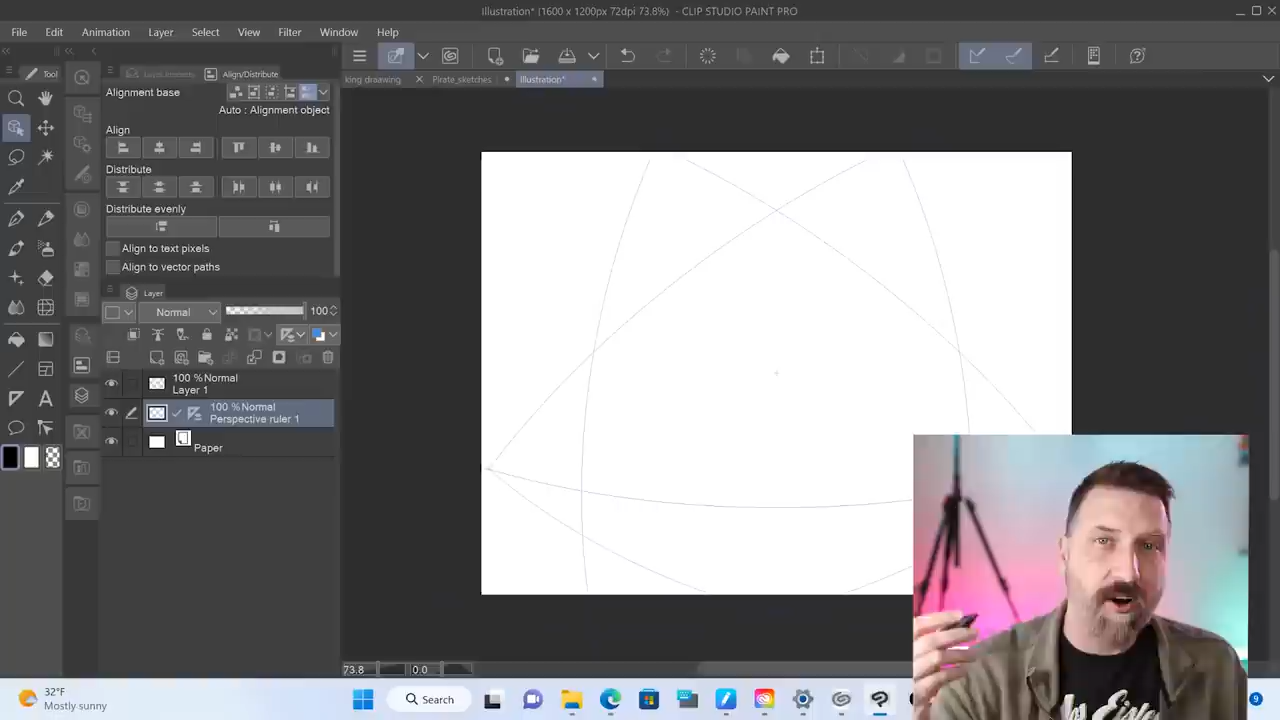 Illustration* (1600 x 1200px 72dpi 73.8%) - CLIP STUDIO PAINT PRO
File Edit Animation Layer Select View Filter Window Help
Tool
Align/Distribute
king draawing
Pirate_sketches
Illustration*
Alignment base
Auto : Alignment object
Align
Distribute
Distribute evenly
Align to text pixels
Align to vector paths
Layer
Normal
100
100 % Normal
Layer 1
100 % Normal
Perspective ruler 1
Paper
73.8
0.0
32°F
Mostly sunny
Search
9